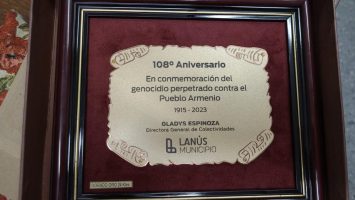 108º Aniversario
En conmemoración del
genocidio perpetrado contra el
Pueblo Armenio
1915 - 2023
GLADYS ESPINOZA
Directora General de Colectividades
LANÚS
MUNICIPIO